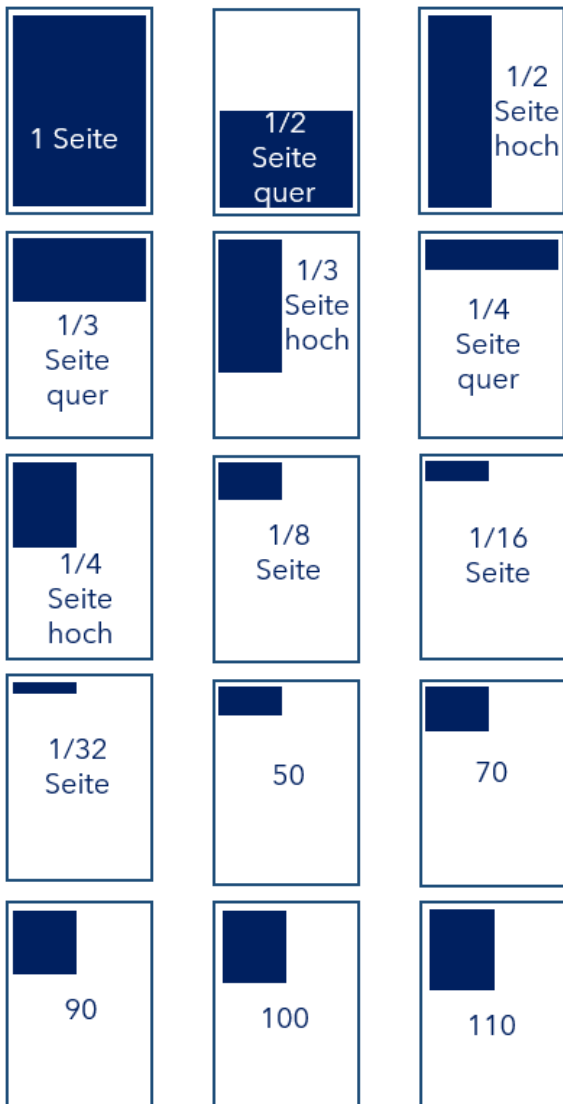 1 Seite
1/2
Seite
quer
1/2
Seite
hoch
1/3
Seite
quer
1/3
Seite
hoch
1/4
Seite
quer
1/4
Seite
hoch
1/8
Seite
1/16
Seite
1/32
Seite
50
70
90
100
110